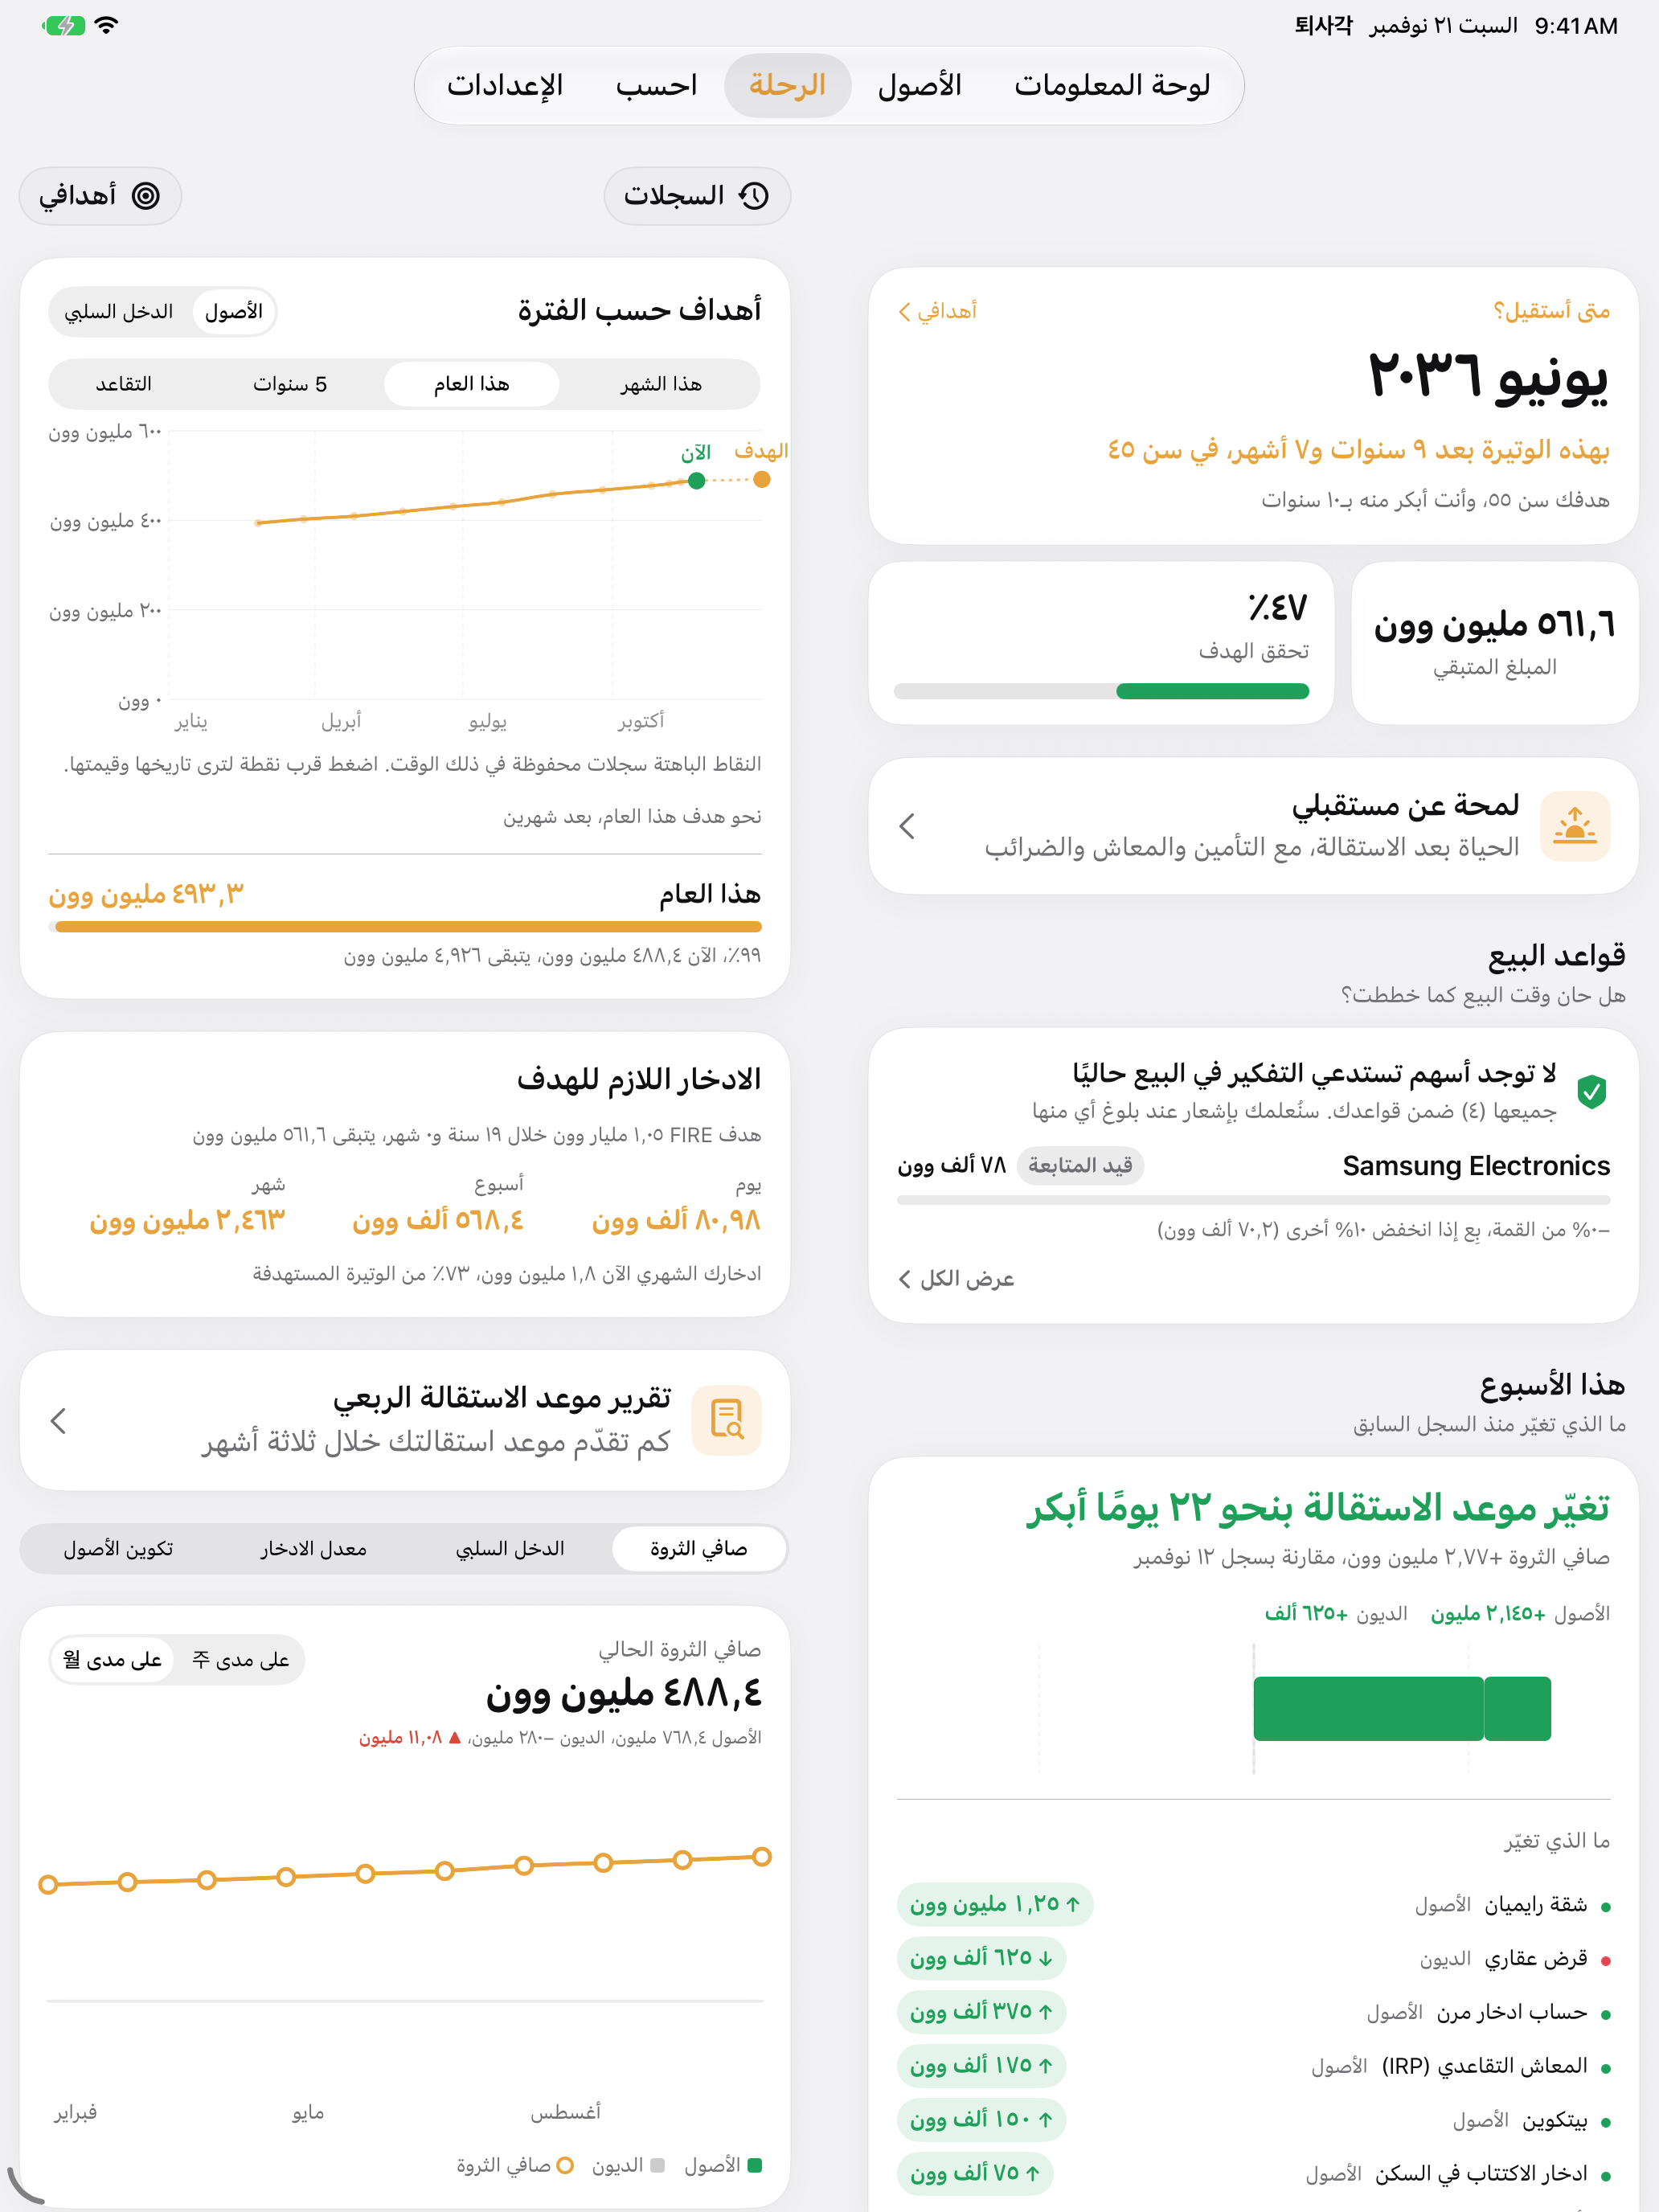 9:41 AM السبت ٢١ نوفمبر 퇴사각
لوحة المعلومات
الأصول
الرحلة
احسب
الإعدادات
السجلات
أهدافي
متى أستقيل؟
أهدافي
يونيو ٢٠٣٦
بهذه الوتيرة بعد ٩ سنوات و٧ أشهر، في سن ٤٥
هدفك سن ٥٥، وأنت أبكر منه بـ١٠ سنوات
٥٦١,٦ مليون وون
المبلغ المتبقي
٤٧٪
تحقق الهدف
لمحة عن مستقبلي
الحياة بعد الاستقالة، مع التأمين والمعاش والضرائب
قواعد البيع
هل حان وقت البيع كما خططت؟
لا توجد أسهم تستدعي التفكير في البيع حاليًا
جميعها (٤) ضمن قواعدك. سنُعلمك بإشعار عند بلوغ أي منها
Samsung Electronics
قيد المتابعة
٧٨ ألف وون
–٠% من القمة، بِع إذا انخفض ١٠% أخرى (٧٠,٢ ألف وون)
عرض الكل
هذا الأسبوع
ما الذي تغيّر منذ السجل السابق
تغيّر موعد الاستقالة بنحو ٢٢ يومًا أبكر
صافي الثروة +٢,٧٧ مليون وون، مقارنة بسجل ١٢ نوفمبر
الأصول +٢,١٤٥ مليون
الديون +٦٢٥ ألف
ما الذي تغيّر
شقة رايميان الأصول ↑ ١,٢٥ مليون وون
قرض عقاري الديون ↓ ٦٢٥ ألف وون
حساب ادخار مرن الأصول ↑ ٣٧٥ ألف وون
المعاش التقاعدي (IRP) الأصول ↑ ١٧٥ ألف وون
بيتكوين الأصول ↑ ١٥٠ ألف وون
ادخار الاكتتاب في السكن الأصول ↑ ٧٥ ألف وون
أهداف حسب الفترة
الأصول
الدخل السلبي
هذا الشهر
هذا العام
5 سنوات
التقاعد
٦٠٠ مليون وون
٤٠٠ مليون وون
٢٠٠ مليون وون
٠ وون
الآن
الهدف
يناير
أبريل
يوليو
أكتوبر
النقاط الباهتة سجلات محفوظة في ذلك الوقت. اضغط قرب نقطة لترى تاريخها وقيمتها.
نحو هدف هذا العام، بعد شهرين
هذا العام
٤٩٣,٣ مليون وون
٩٩٪، الآن ٤٨٨,٤ مليون وون، يتبقى ٤,٩٢٦ مليون وون
الادخار اللازم للهدف
هدف FIRE ١,٠٥ مليار وون خلال ١٩ سنة و٠ شهر، يتبقى ٥٦١,٦ مليون وون
يوم
أسبوع
شهر
٨٠,٩٨ ألف وون
٥٦٨,٤ ألف وون
٢,٤٦٣ مليون وون
ادخارك الشهري الآن ١,٨ مليون وون، ٧٣٪ من الوتيرة المستهدفة
تقرير موعد الاستقالة الربعي
كم تقدّم موعد استقالتك خلال ثلاثة أشهر
صافي الثروة
الدخل السلبي
معدل الادخار
تكوين الأصول
صافي الثروة الحالي
على مدى 주
على مدى 월
٤٨٨,٤ مليون وون
الأصول ٧٦٨,٤ مليون، الديون –٢٨٠ مليون، ▲ ١١,٠٨ مليون
فبراير
مايو
أغسطس
الأصول
الديون
صافي الثروة